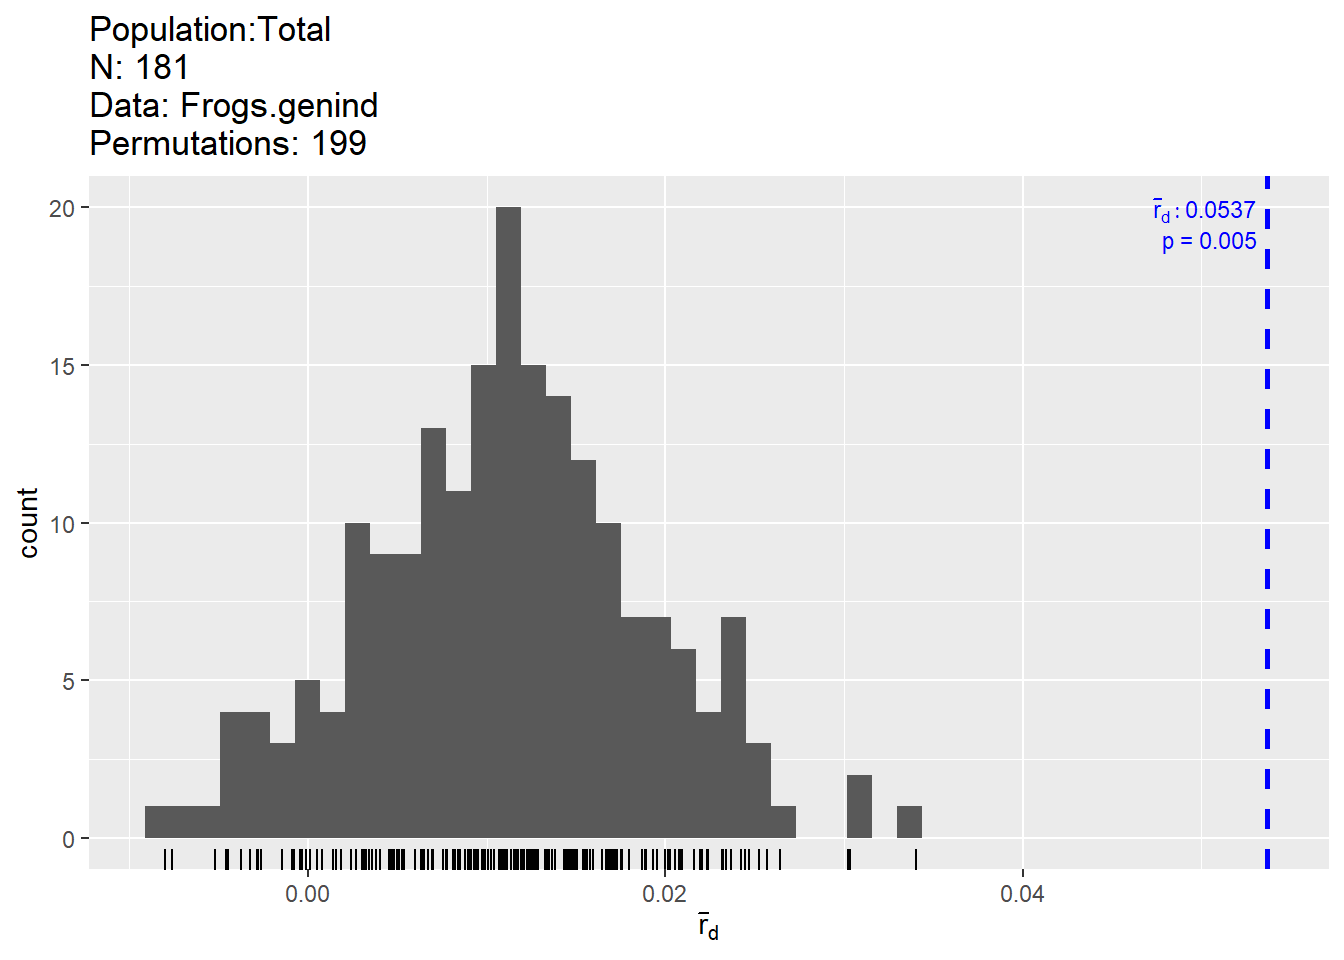 Population:Total
N: 181
Data: Frogs.genind
Permutations: 199
r̄d: 0.0537
p = 0.005
20
15
10
5
0
count
0.00
0.02
0.04
r̄d